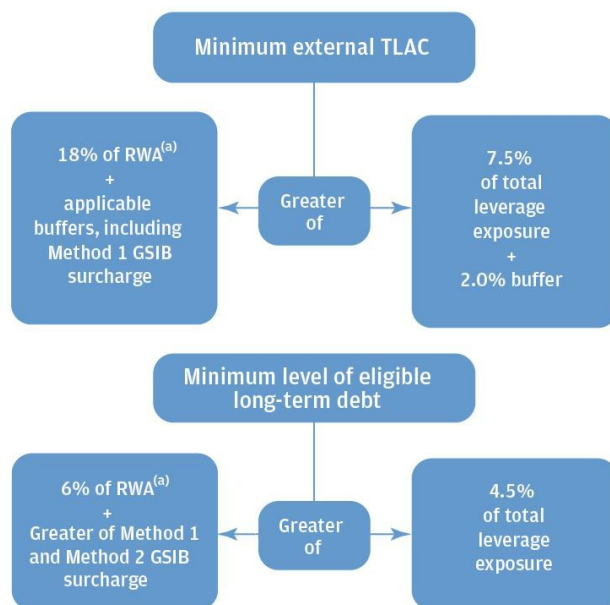 Minimum external TLAC
18% of RWA(a)
+
applicable
buffers, including
Method 1 GSIB
surcharge
Greater
of
7.5%
of total
leverage
exposure
+
2.0% buffer
Minimum level of eligible
long-term debt
6% of RWA(a)
+
Greater of Method 1
and Method 2 GSIB
surcharge
Greater
of
4.5%
of total
leverage
exposure